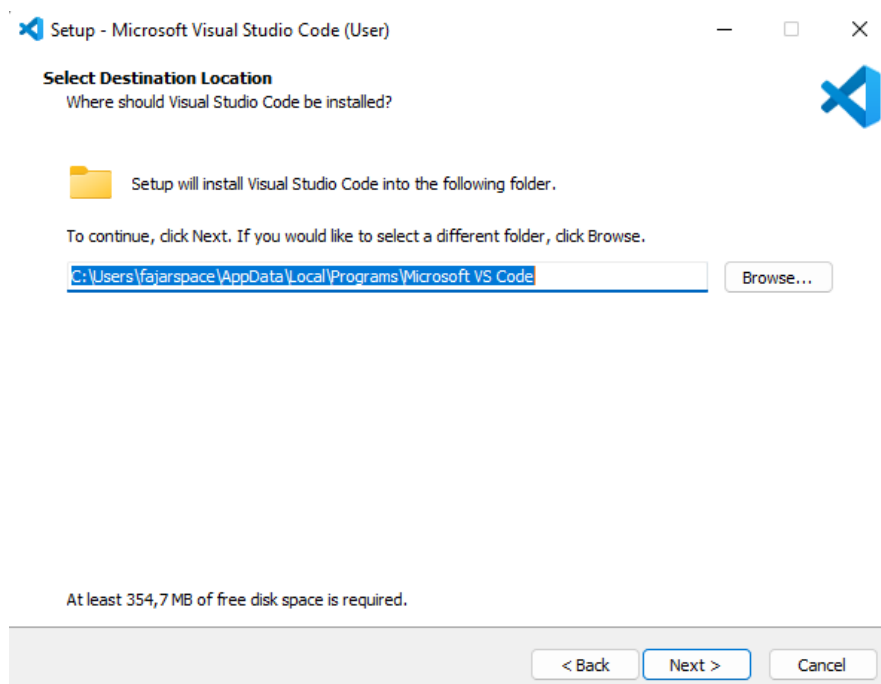 Setup - Microsoft Visual Studio Code (User)
Select Destination Location
Where should Visual Studio Code be installed?
Setup will install Visual Studio Code into the following folder.
To continue, click Next. If you would like to select a different folder, click Browse.
C:\Users\fajarspace\AppData\Local\Programs\Microsoft VS Code
Browse...
At least 354,7 MB of free disk space is required.
< Back Next > Cancel